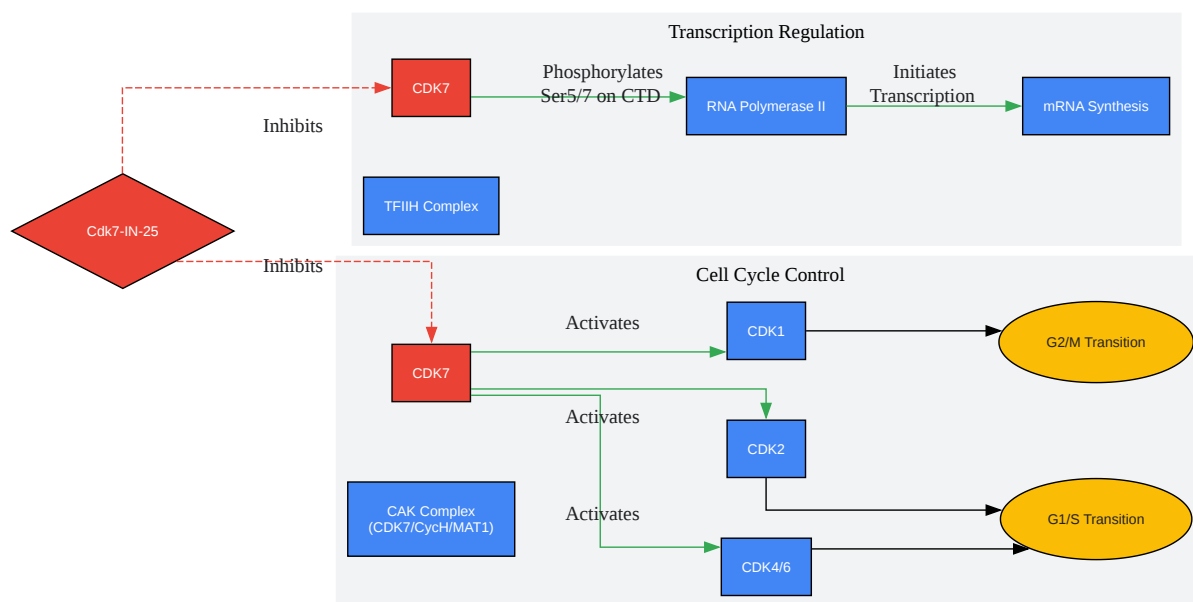 Transcription Regulation
CDK7
Phosphorylates
Ser5/7 on CTD
RNA Polymerase II
Initiates
Transcription
mRNA Synthesis
Inhibits
TFIIH Complex
Cdk7-IN-25
Inhibits
Cell Cycle Control
CDK7
Activates
CDK1
G2/M Transition
Activates
CDK2
CAK Complex
(CDK7/CycH/MAT1)
Activates
CDK4/6
G1/S Transition